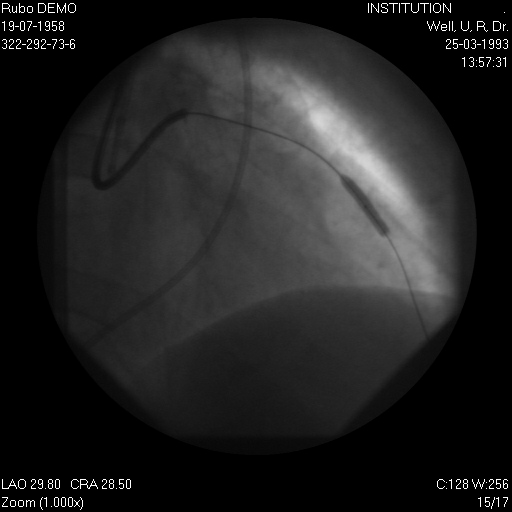 Rubo DEMO
19-07-1958
322-292-73-6
INSTITUTION .
Well, U, R, Dr.
25-03-1993
13:57:31
LAO 29.80 CRA 28.50
Zoom (1.000x)
C:128 W:256
15/17